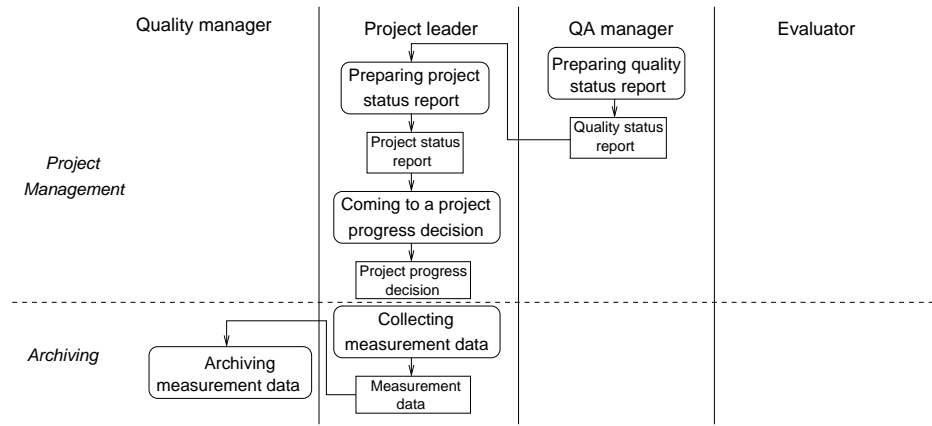 Quality manager
Project leader
QA manager
Evaluator
Preparing project
status report
Preparing quality
status report
Project status
report
Quality status
report
Project
Management
Coming to a project
progress decision
Project progress
decision
Collecting
measurement data
Archiving
Archiving
measurement data
Measurement
data